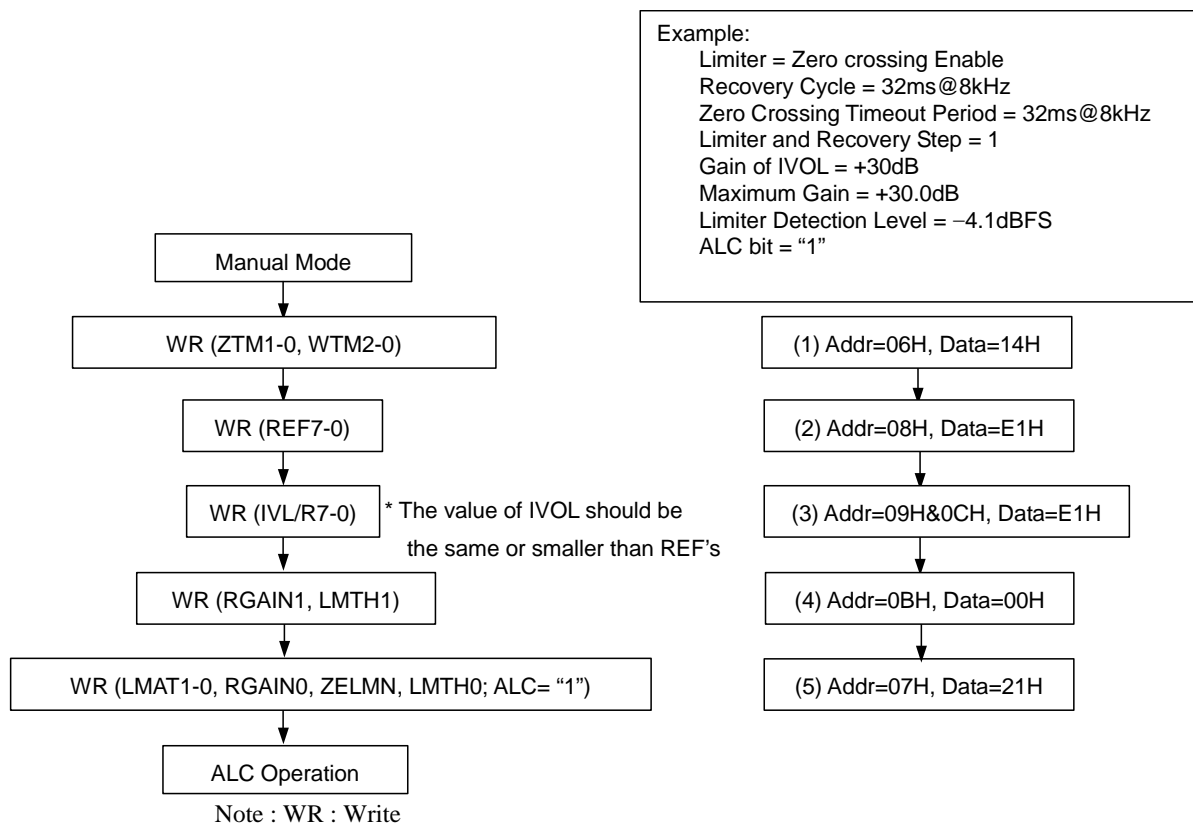 Example:
Limiter = Zero crossing Enable
Recovery Cycle = 32ms@8kHz
Zero Crossing Timeout Period = 32ms@8kHz
Limiter and Recovery Step = 1
Gain of IVOL = +30dB
Maximum Gain = +30.0dB
Limiter Detection Level = −4.1dBFS
ALC bit = “1”
Manual Mode
WR (ZTM1-0, WTM2-0)
WR (REF7-0)
WR (IVL/R7-0)
* The value of IVOL should be
the same or smaller than REF’s
WR (RGAIN1, LMTH1)
WR (LMAT1-0, RGAIN0, ZELMN, LMTH0; ALC= “1”)
ALC Operation
Note : WR : Write
(1) Addr=06H, Data=14H
(2) Addr=08H, Data=E1H
(3) Addr=09H&0CH, Data=E1H
(4) Addr=0BH, Data=00H
(5) Addr=07H, Data=21H